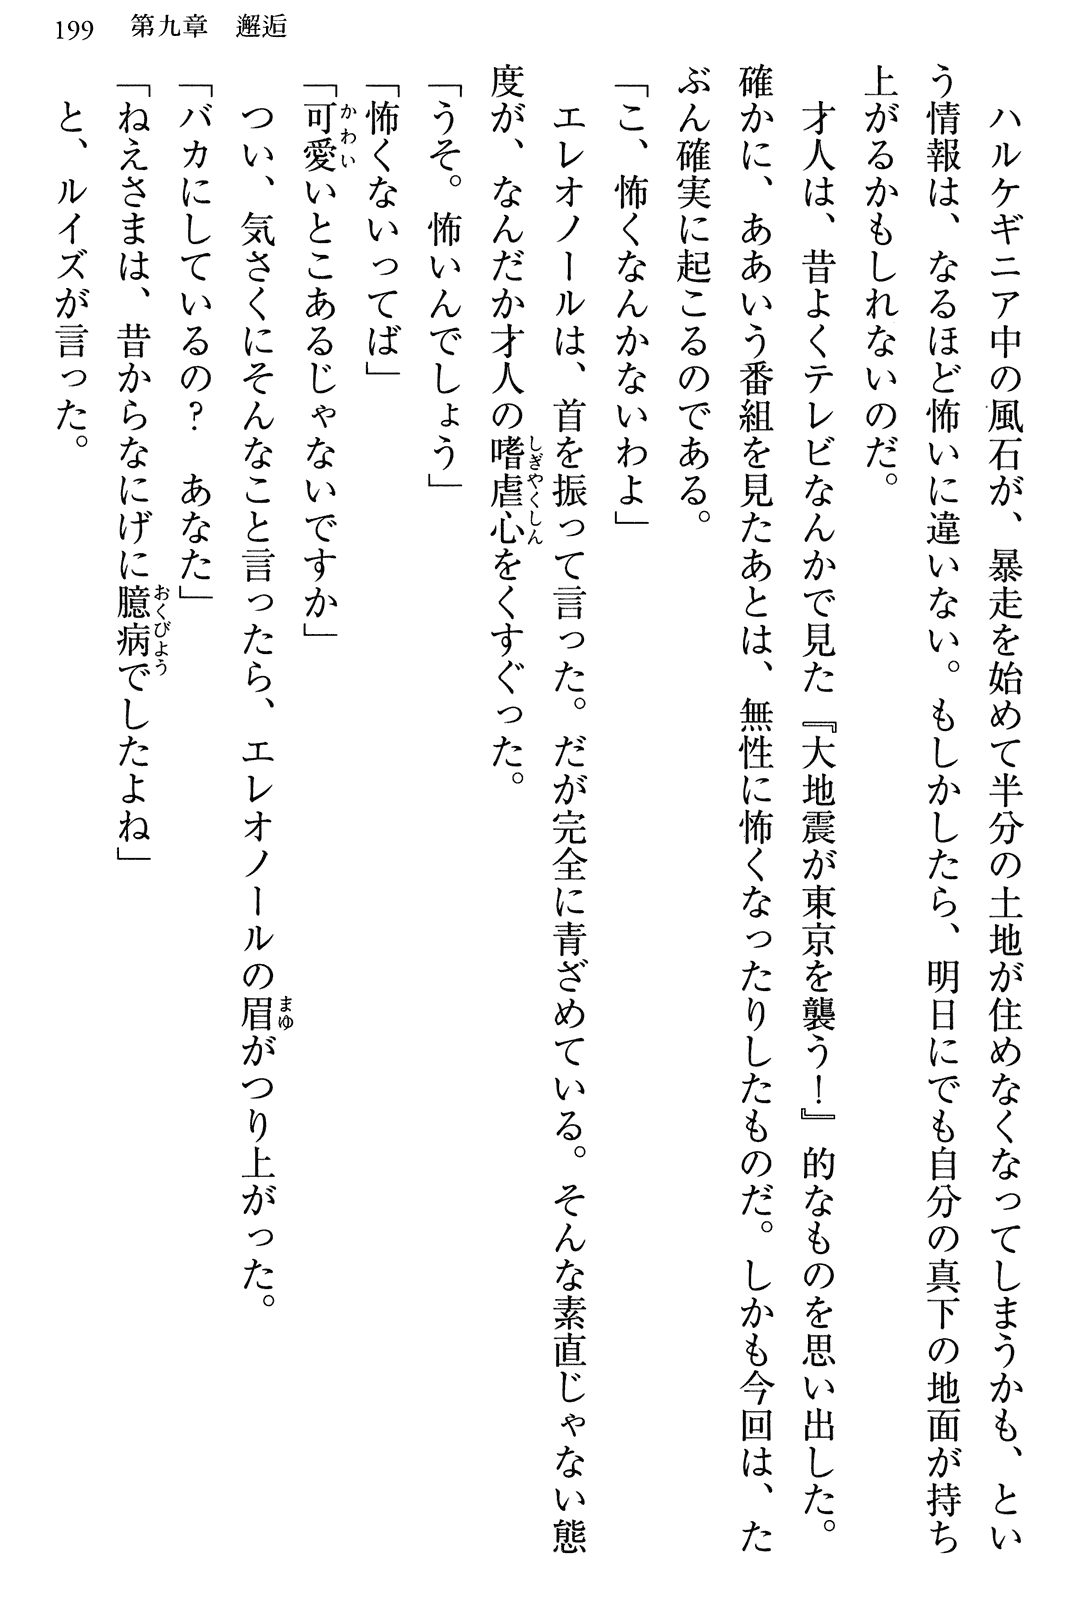 199　第九章　邂逅
　ハルケギニア中の風石が、暴走を始めて半分の土地が住めなくなってしまうかも、とい
う情報は、なるほど怖いに違いない。もしかしたら、明日にでも自分の真下の地面が持ち
上がるかもしれないのだ。
　才人は、昔よくテレビなんかで見た『大地震が東京を襲う！』的なものを思い出した。
確かに、ああいう番組を見たあとは、無性に怖くなったりしたものだ。しかも今回は、た
ぶん確実に起こるのである。
「こ、怖くなんかないわよ」
　エレオノールは、首を振って言った。だが完全に青ざめている。そんな素直じゃない態
度が、なんだか才人の嗜虐心をくすぐった。
「うそ。怖いんでしょう」
「怖くないってば」
「可愛いとこあるじゃないですか」
　つい、気さくにそんなこと言ったら、エレオノールの眉がつり上がった。
「バカにしているの？　あなた」
「ねえさまは、昔からなにげに臆病でしたよね」
　と、ルイズが言った。